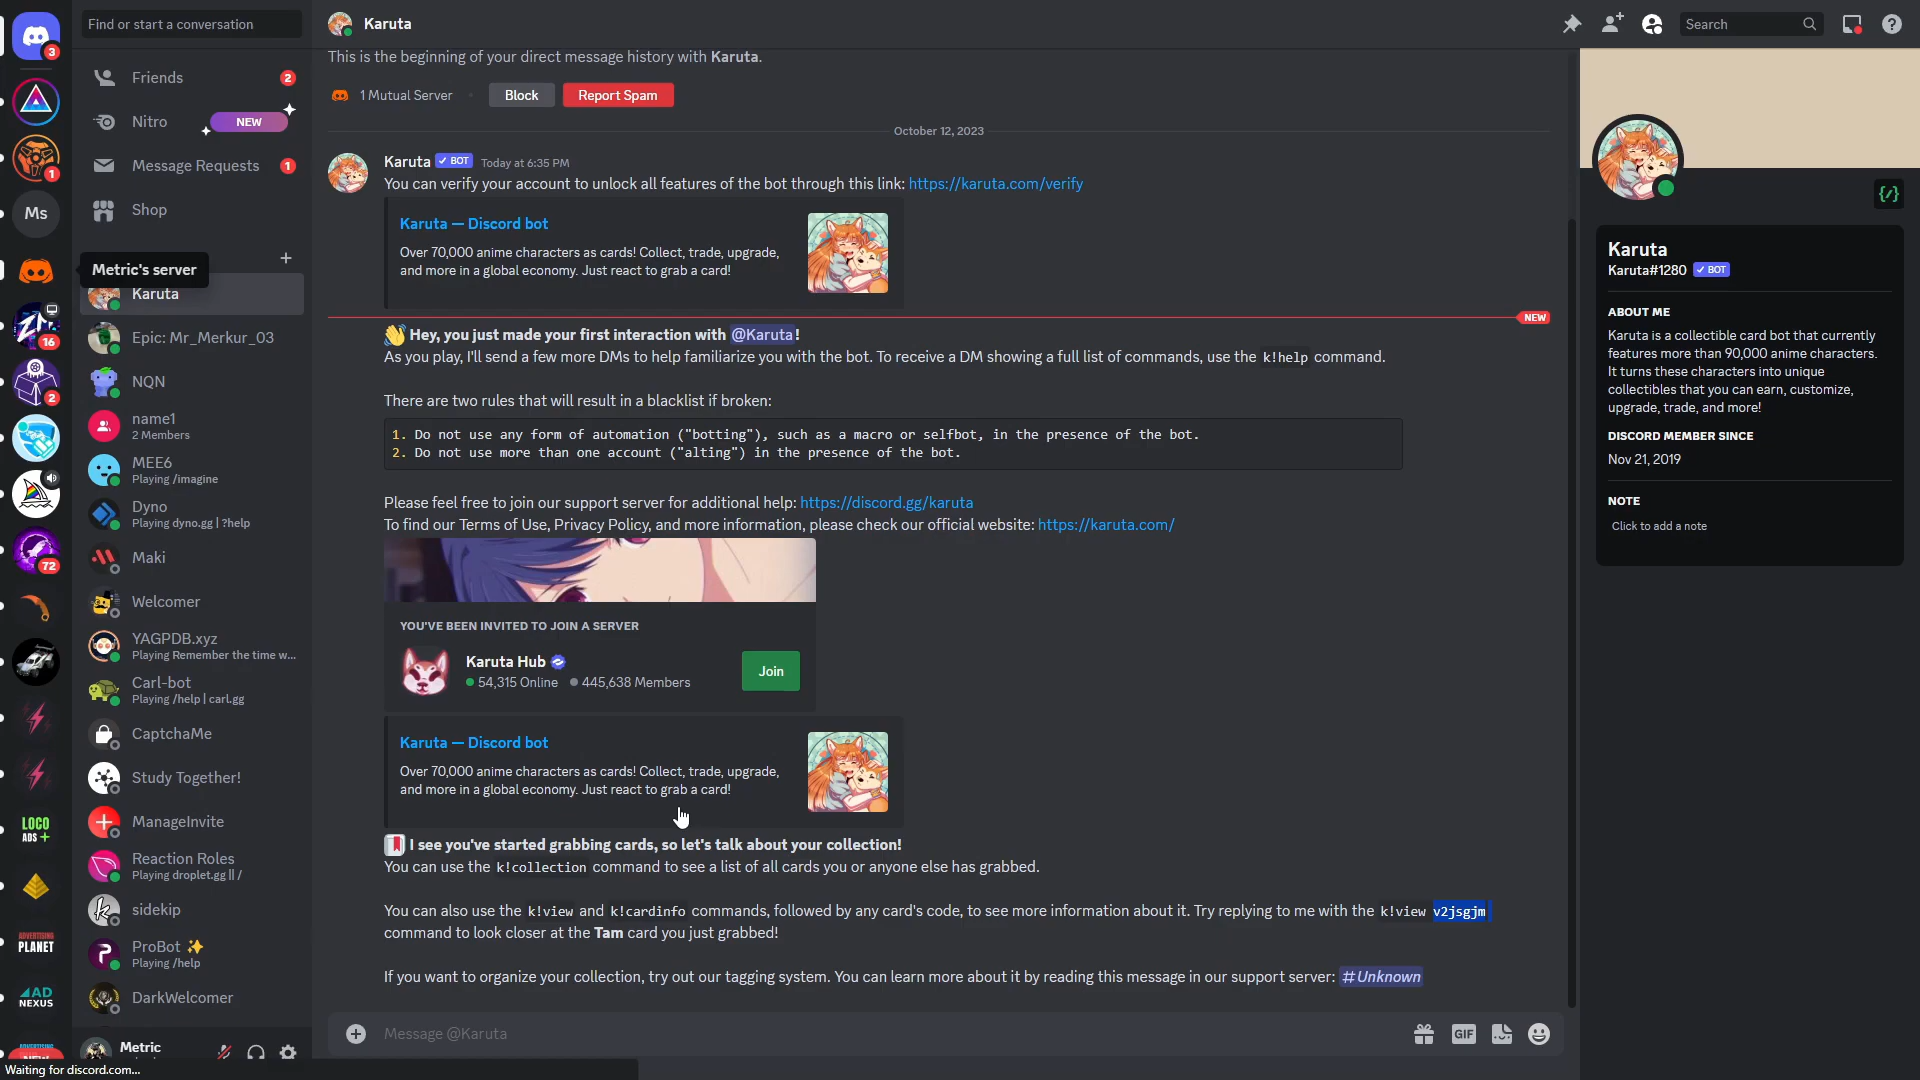 Find or start a conversation
3
Friends
2
Nitro
NEW
Message Requests
1
Shop
1
Ms
Metric's server
+
Karuta
Epic: Mr_Merkur_03
16
NQN
2
name1
2 Members
MEE6
Playing /imagine
Dyno
Playing dyno.gg | ?help
Maki
72
Welcomer
YAGPDB.xyz
Playing Remember the time w...
Carl-bot
Playing /help | carl.gg
CaptchaMe
Study Together!
LOCO
ADS +
ManageInvite
Reaction Roles
Playing droplet.gg || /
sidekip
ADVERTISING
PLANET
ProBot ✨
Playing /help
AD
NEXUS
DarkWelcomer
ADVERTISING
NEW
Metric
Waiting for discord.com...
Karuta
Search
This is the beginning of your direct message history with Karuta.
1 Mutual Server
Block
Report Spam
October 12, 2023
Karuta ✓ BOT Today at 6:35 PM
You can verify your account to unlock all features of the bot through this link: https://karuta.com/verify
Karuta — Discord bot
Over 70,000 anime characters as cards! Collect, trade, upgrade,
and more in a global economy. Just react to grab a card!
NEW
👋 Hey, you just made your first interaction with @Karuta!
As you play, I'll send a few more DMs to help familiarize you with the bot. To receive a DM showing a full list of commands, use the k!help command.
There are two rules that will result in a blacklist if broken:
1. Do not use any form of automation ("botting"), such as a macro or selfbot, in the presence of the bot.
2. Do not use more than one account ("alting") in the presence of the bot.
Please feel free to join our support server for additional help: https://discord.gg/karuta
To find our Terms of Use, Privacy Policy, and more information, please check our official website: https://karuta.com/
YOU'VE BEEN INVITED TO JOIN A SERVER
Karuta Hub
54,315 Online 445,638 Members
Join
Karuta — Discord bot
Over 70,000 anime characters as cards! Collect, trade, upgrade,
and more in a global economy. Just react to grab a card!
I see you've started grabbing cards, so let's talk about your collection!
You can use the k!collection command to see a list of all cards you or anyone else has grabbed.
You can also use the k!view and k!cardinfo commands, followed by any card's code, to see more information about it. Try replying to me with the k!view v2jsgjm
command to look closer at the Tam card you just grabbed!
If you want to organize your collection, try out our tagging system. You can learn more about it by reading this message in our support server: #Unknown
Message @Karuta
GIF
Karuta
Karuta#1280 ✓ BOT
ABOUT ME
Karuta is a collectible card bot that currently
features more than 90,000 anime characters.
It turns these characters into unique
collectibles that you can earn, customize,
upgrade, trade, and more!
DISCORD MEMBER SINCE
Nov 21, 2019
NOTE
Click to add a note